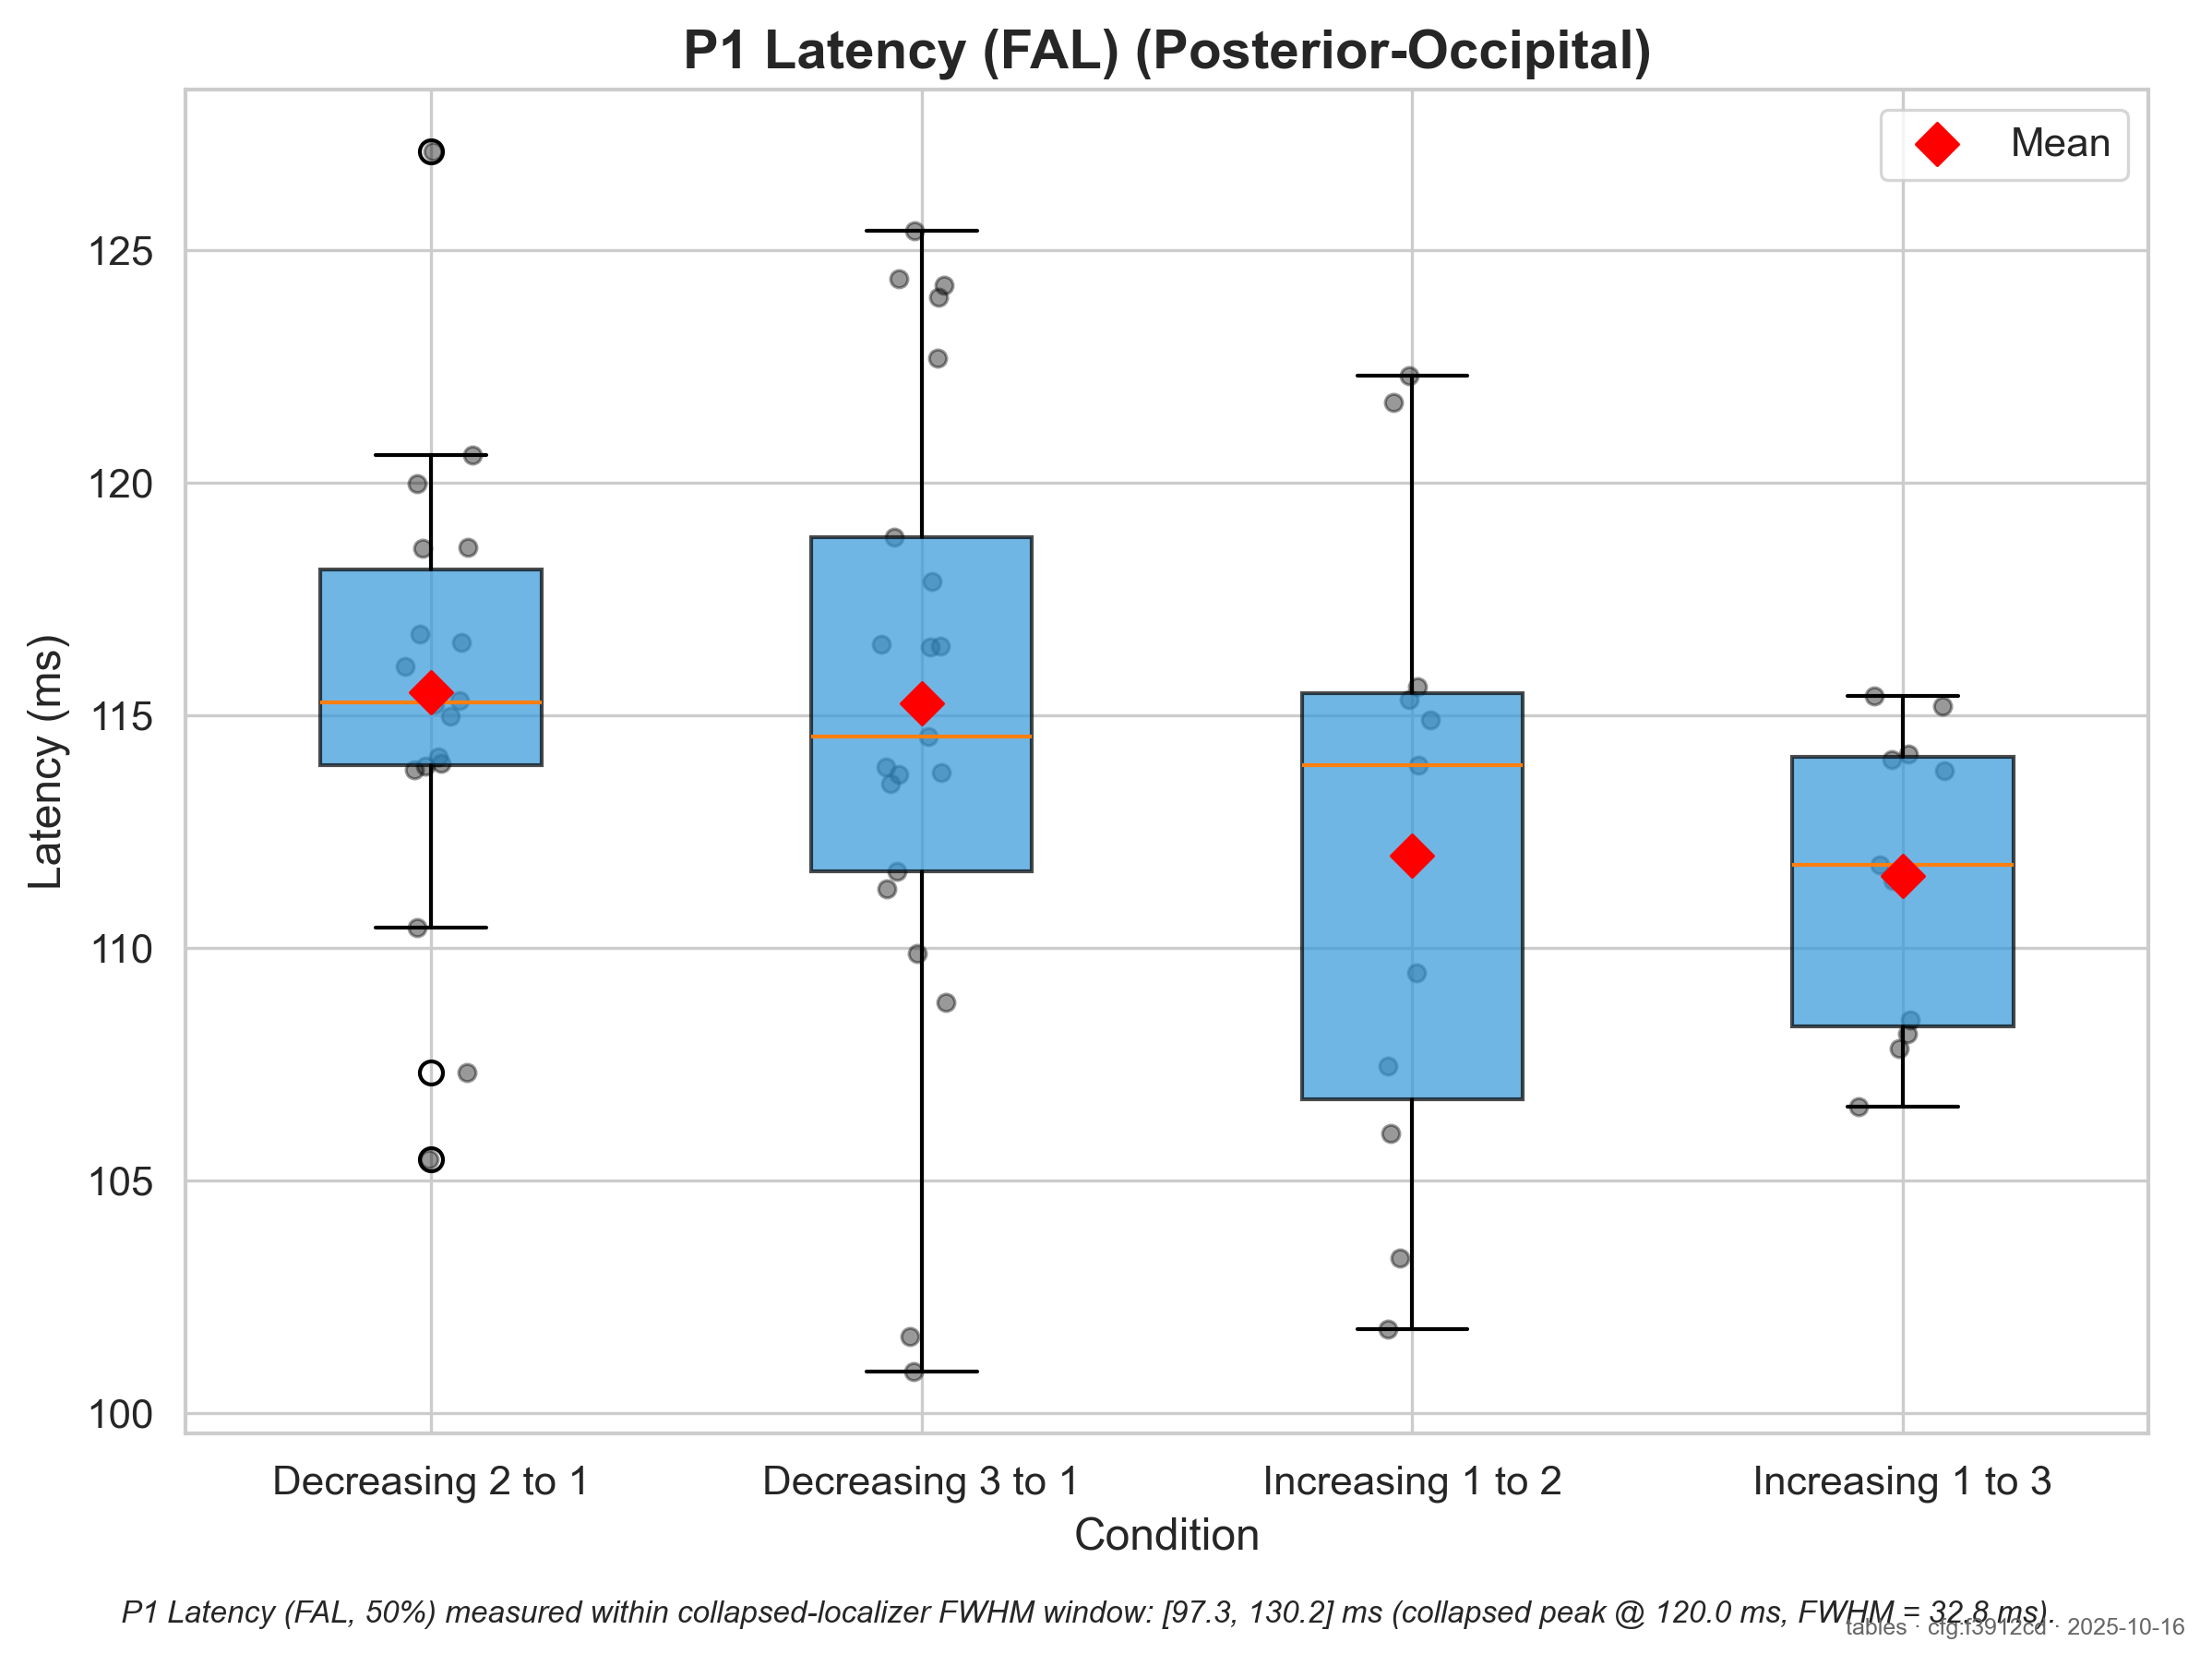 P1 Latency (FAL) (Posterior-Occipital)
Mean
125
120
115
110
105
100
Latency (ms)
Decreasing 2 to 1
Decreasing 3 to 1
Increasing 1 to 2
Increasing 1 to 3
Condition
P1 Latency (FAL, 50%) measured within collapsed-localizer FWHM window: [97.3, 130.2] ms (collapsed peak @ 120.0 ms, FWHM = 32.8 ms).
tables · cfg:f3912cd · 2025-10-16